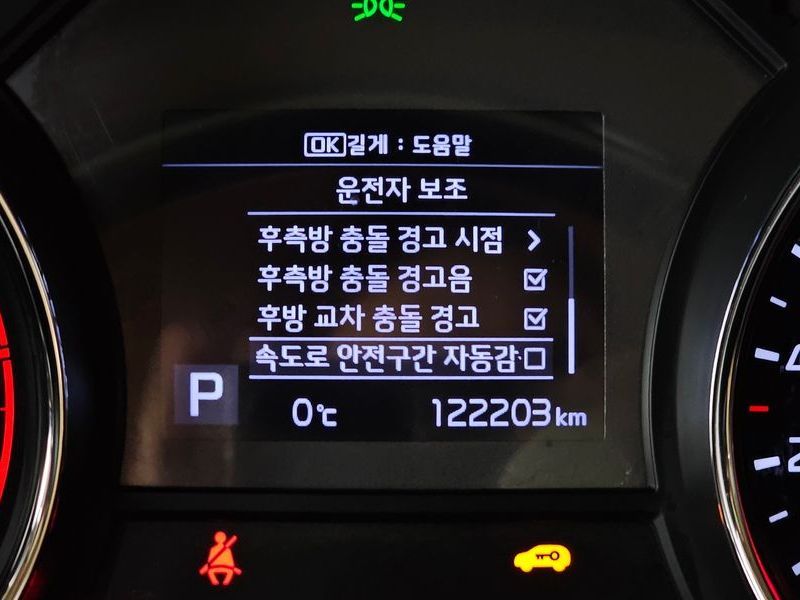 OK길게 : 도움말
운전자 보조
후측방 충돌 경고 시점
후측방 충돌 경고음
후방 교차 충돌 경고
속도로 안전구간 자동감
P 0℃ 122203km